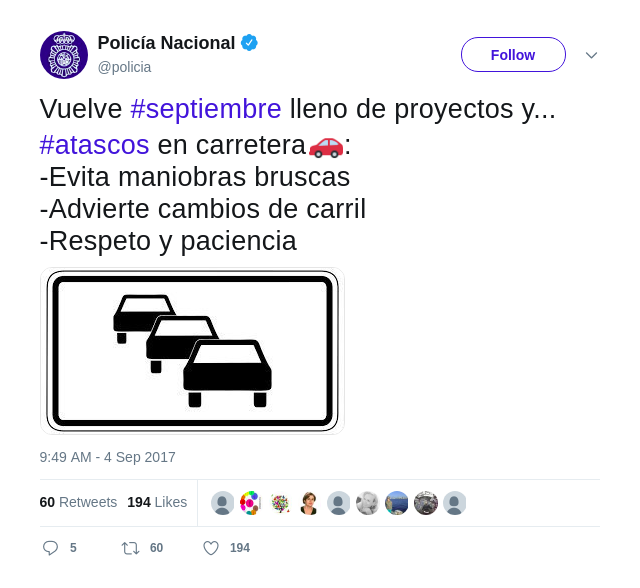 Policía Nacional
@policia
Follow
Vuelve #septiembre lleno de proyectos y...
#atascos en carretera🚗:
-Evita maniobras bruscas
-Advierte cambios de carril
-Respeto y paciencia
9:49 AM - 4 Sep 2017
60 Retweets 194 Likes
5 60 194